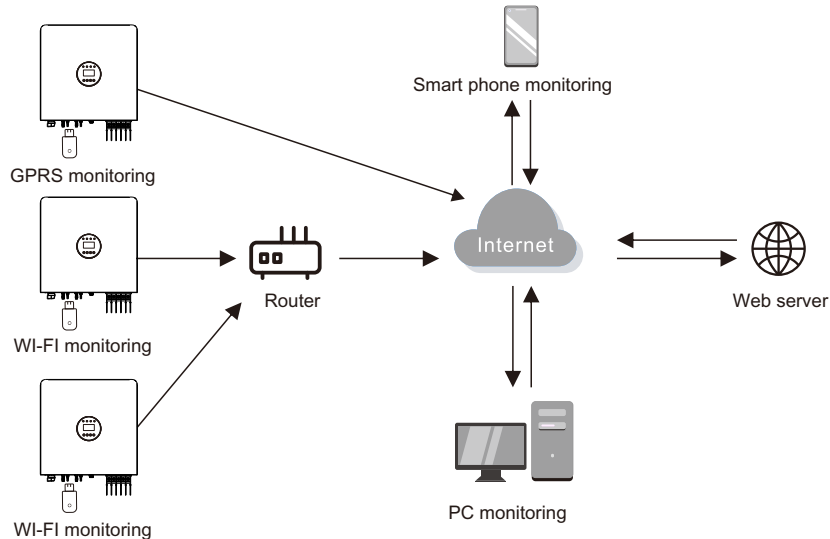 Smart phone monitoring
GPRS monitoring
Internet
Router
Web server
WI-FI monitoring
PC monitoring
WI-FI monitoring